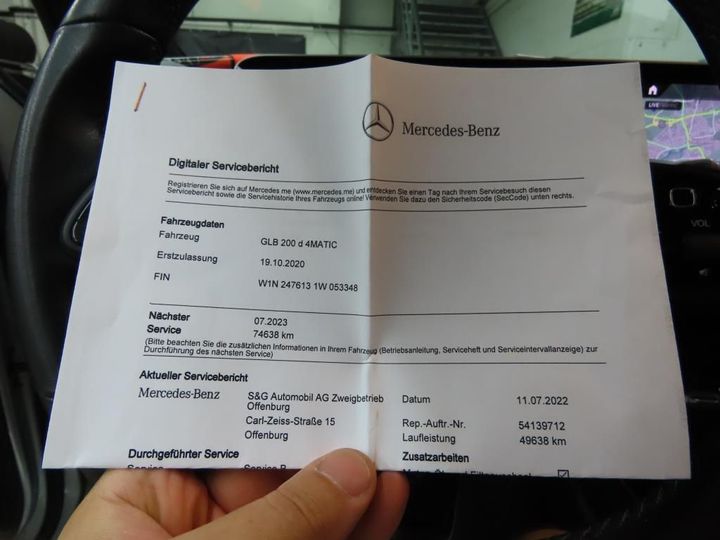 Mercedes-Benz
Digitaler Servicebericht
Registrieren Sie sich auf Mercedes me (www.mercedes.me) und entdecken Sie einen Tag nach Ihrem Servicebesuch diesen
Servicebericht sowie die Servicehistorie Ihres Fahrzeugs online! Verwenden Sie dazu den Sicherheitscode (SecCode) unten rechts.
Fahrzeugdaten
Fahrzeug GLB 200 d 4MATIC
Erstzulassung 19.10.2020
FIN W1N 247613 1W 053348
Nächster 07.2023
Service 74638 km
(Bitte beachten Sie die zusätzlichen Informationen in Ihrem Fahrzeug (Betriebsanleitung, Serviceheft und Serviceintervallanzeige) zur
Durchführung des nächsten Service)
Aktueller Servicebericht
Mercedes-Benz S&G Automobil AG Zweigbetrieb Datum 11.07.2022
Offenburg
Carl-Zeiss-Straße 15 Rep.-Auftr.-Nr. 54139712
Offenburg Laufleistung 49638 km
Durchgeführter Service Zusatzarbeiten
Service Service B
LIVE
VOL